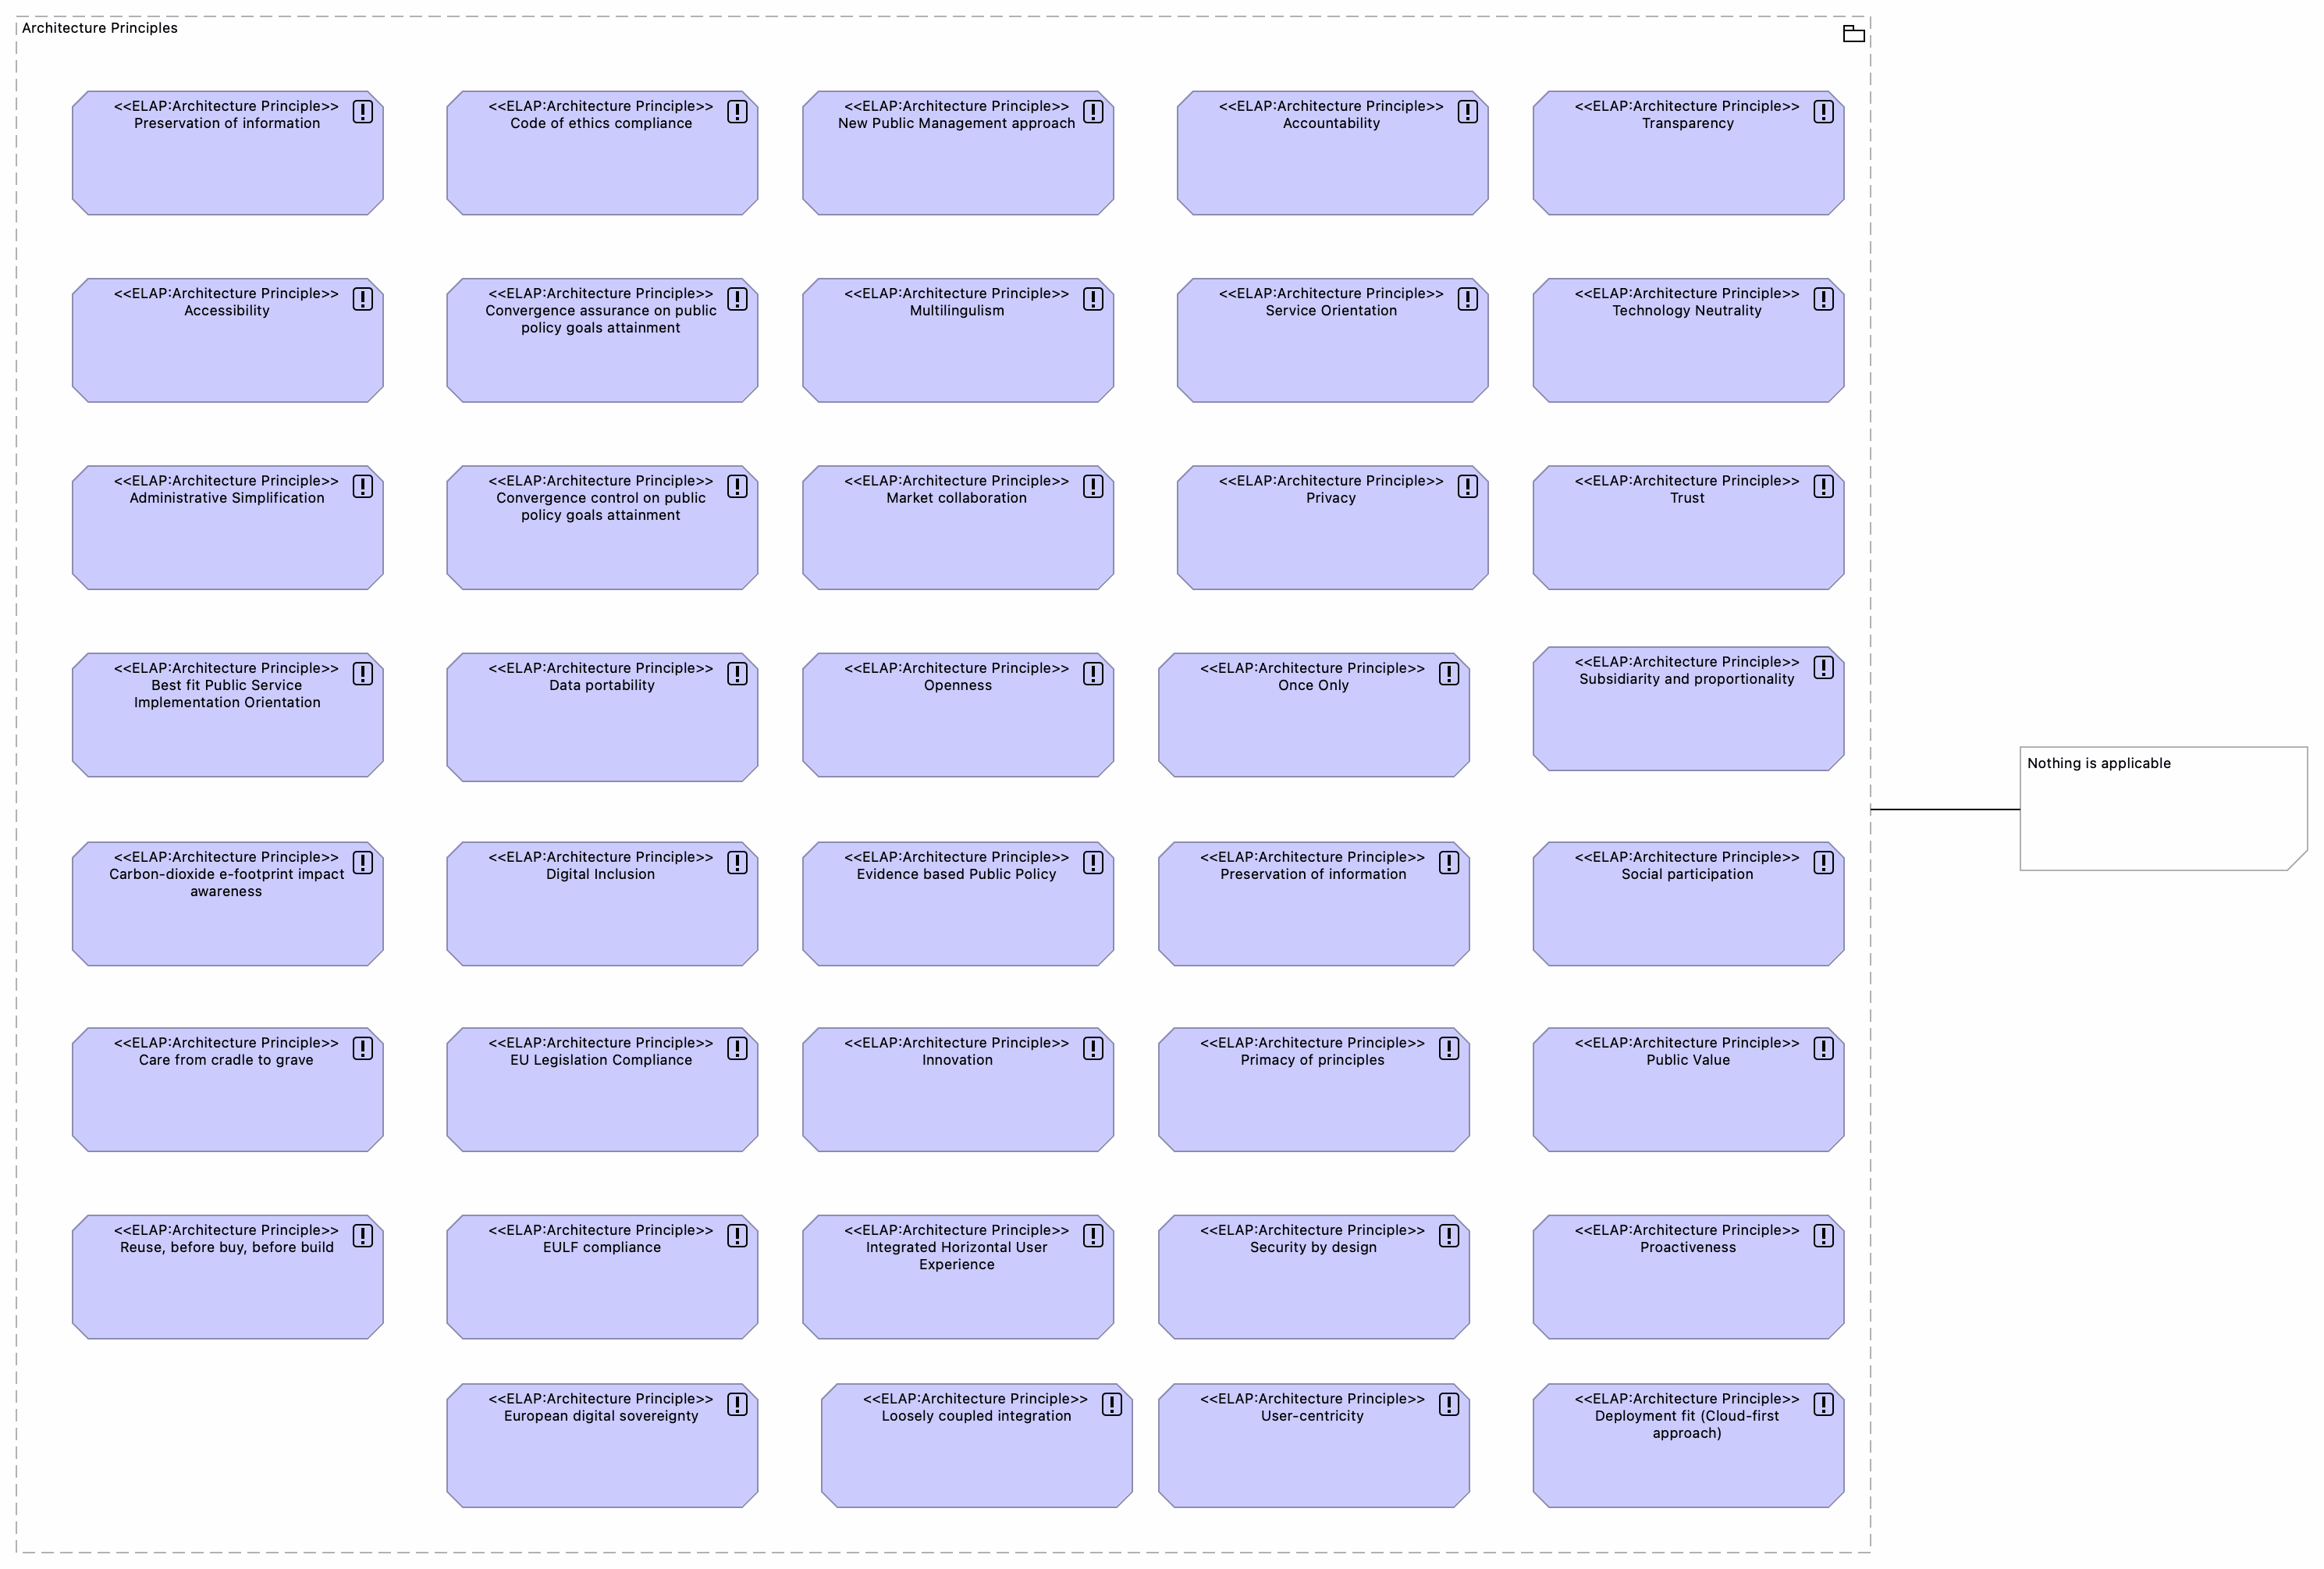 Architecture Principles
<<ELAP:Architecture Principle>>
Preservation of information
<<ELAP:Architecture Principle>>
Code of ethics compliance
<<ELAP:Architecture Principle>>
New Public Management approach
<<ELAP:Architecture Principle>>
Accountability
<<ELAP:Architecture Principle>>
Transparency
<<ELAP:Architecture Principle>>
Accessibility
<<ELAP:Architecture Principle>>
Convergence assurance on public
policy goals attainment
<<ELAP:Architecture Principle>>
Multilingulism
<<ELAP:Architecture Principle>>
Service Orientation
<<ELAP:Architecture Principle>>
Technology Neutrality
<<ELAP:Architecture Principle>>
Administrative Simplification
<<ELAP:Architecture Principle>>
Convergence control on public
policy goals attainment
<<ELAP:Architecture Principle>>
Market collaboration
<<ELAP:Architecture Principle>>
Privacy
<<ELAP:Architecture Principle>>
Trust
<<ELAP:Architecture Principle>>
Best fit Public Service
Implementation Orientation
<<ELAP:Architecture Principle>>
Data portability
<<ELAP:Architecture Principle>>
Openness
<<ELAP:Architecture Principle>>
Once Only
<<ELAP:Architecture Principle>>
Subsidiarity and proportionality
Nothing is applicable
<<ELAP:Architecture Principle>>
Carbon-dioxide e-footprint impact
awareness
<<ELAP:Architecture Principle>>
Digital Inclusion
<<ELAP:Architecture Principle>>
Evidence based Public Policy
<<ELAP:Architecture Principle>>
Preservation of information
<<ELAP:Architecture Principle>>
Social participation
<<ELAP:Architecture Principle>>
Care from cradle to grave
<<ELAP:Architecture Principle>>
EU Legislation Compliance
<<ELAP:Architecture Principle>>
Innovation
<<ELAP:Architecture Principle>>
Primacy of principles
<<ELAP:Architecture Principle>>
Public Value
<<ELAP:Architecture Principle>>
Reuse, before buy, before build
<<ELAP:Architecture Principle>>
EULF compliance
<<ELAP:Architecture Principle>>
Integrated Horizontal User
Experience
<<ELAP:Architecture Principle>>
Security by design
<<ELAP:Architecture Principle>>
Proactiveness
<<ELAP:Architecture Principle>>
European digital sovereignty
<<ELAP:Architecture Principle>>
Loosely coupled integration
<<ELAP:Architecture Principle>>
User-centricity
<<ELAP:Architecture Principle>>
Deployment fit (Cloud-first
approach)